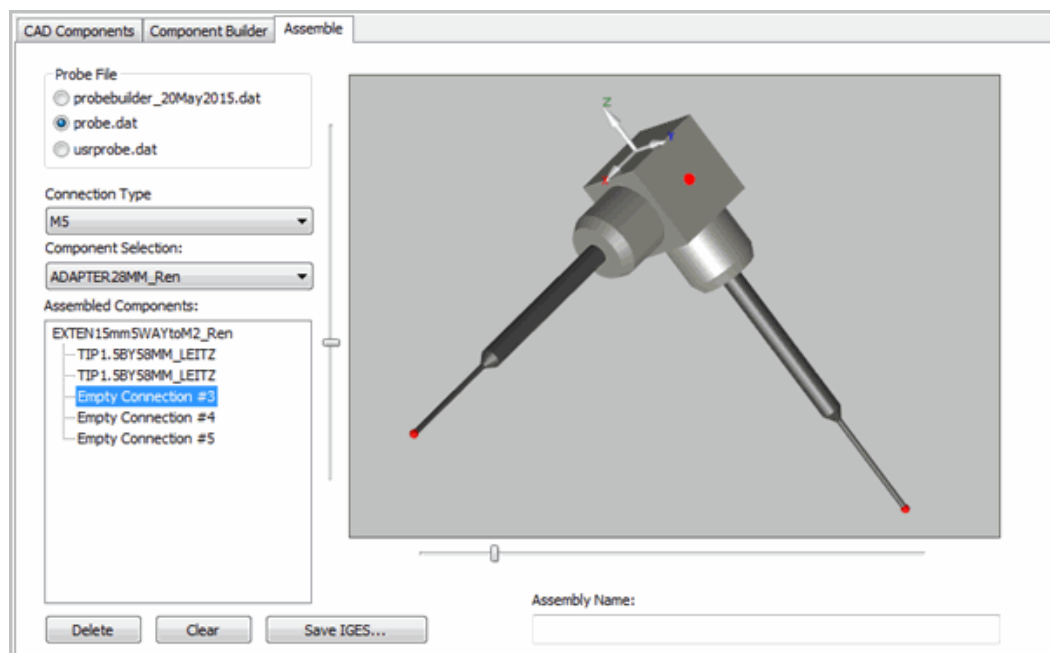 CAD Components Component Builder Assemble
Probe File
probebuilder_20May2015.dat
probe.dat
usrprobe.dat
Connection Type
M5
Component Selection:
ADAPTER28MM_Ren
Assembled Components:
EXTEN15mm5WAYtoM2_Ren
TIP1.5BY58MM_LEITZ
TIP1.5BY58MM_LEITZ
Empty Connection #3
Empty Connection #4
Empty Connection #5
Z
Y
X
Delete Clear Save IGES...
Assembly Name: